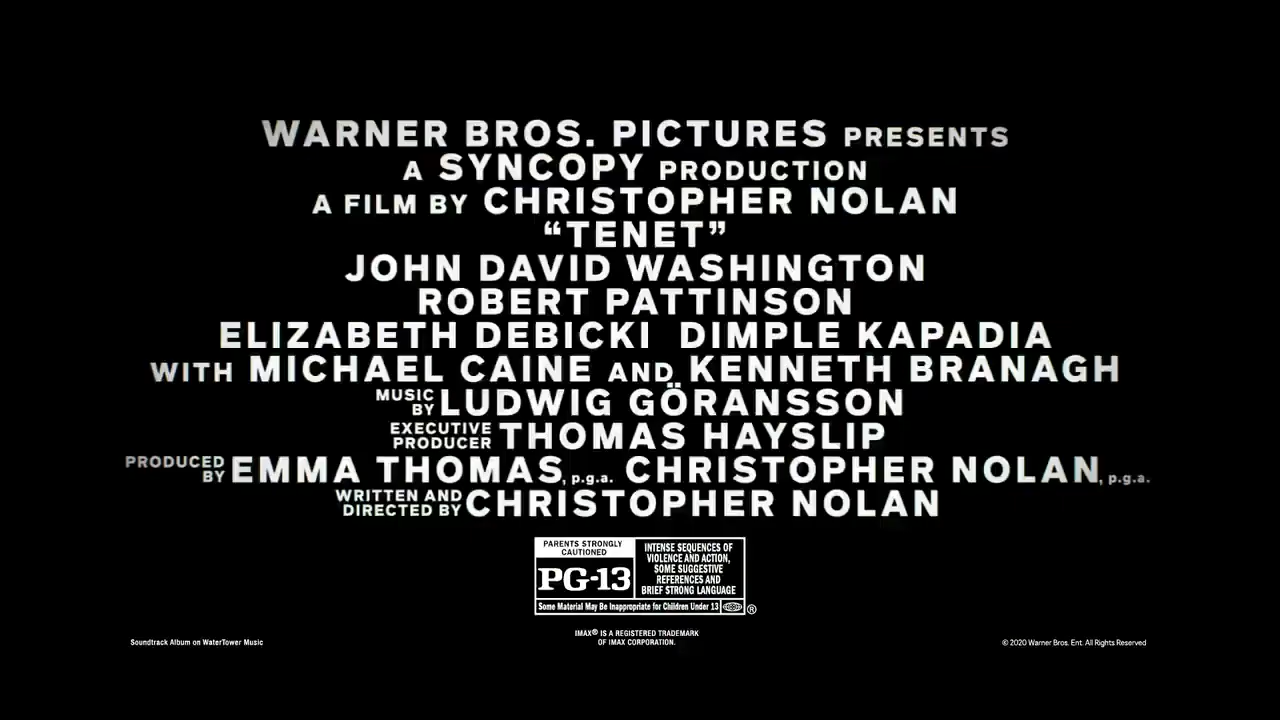 WARNER BROS. PICTURES PRESENTS
A SYNCOPY PRODUCTION
A FILM BY CHRISTOPHER NOLAN
“TENET”
JOHN DAVID WASHINGTON
ROBERT PATTINSON
ELIZABETH DEBICKI DIMPLE KAPADIA
WITH MICHAEL CAINE AND KENNETH BRANAGH
MUSIC BY LUDWIG GÖRANSSON
EXECUTIVE PRODUCER THOMAS HAYSLIP
PRODUCED BY EMMA THOMAS, p.g.a. CHRISTOPHER NOLAN, p.g.a.
WRITTEN AND DIRECTED BY CHRISTOPHER NOLAN
PARENTS STRONGLY
CAUTIONED
PG-13
INTENSE SEQUENCES OF
VIOLENCE AND ACTION,
SOME SUGGESTIVE
REFERENCES AND
BRIEF STRONG LANGUAGE
Some Material May Be Inappropriate for Children Under 13 ®
IMAX® IS A REGISTERED TRADEMARK
OF IMAX CORPORATION.
Soundtrack Album on WaterTower Music
© 2020 Warner Bros. Ent. All Rights Reserved